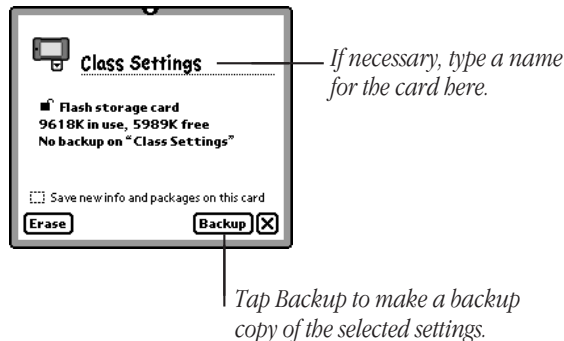 Class Settings
If necessary, type a name
for the card here.
Flash storage card
9618K in use, 5989K free
No backup on “Class Settings”
Save new info and packages on this card
Erase
Backup
Tap Backup to make a backup
copy of the selected settings.